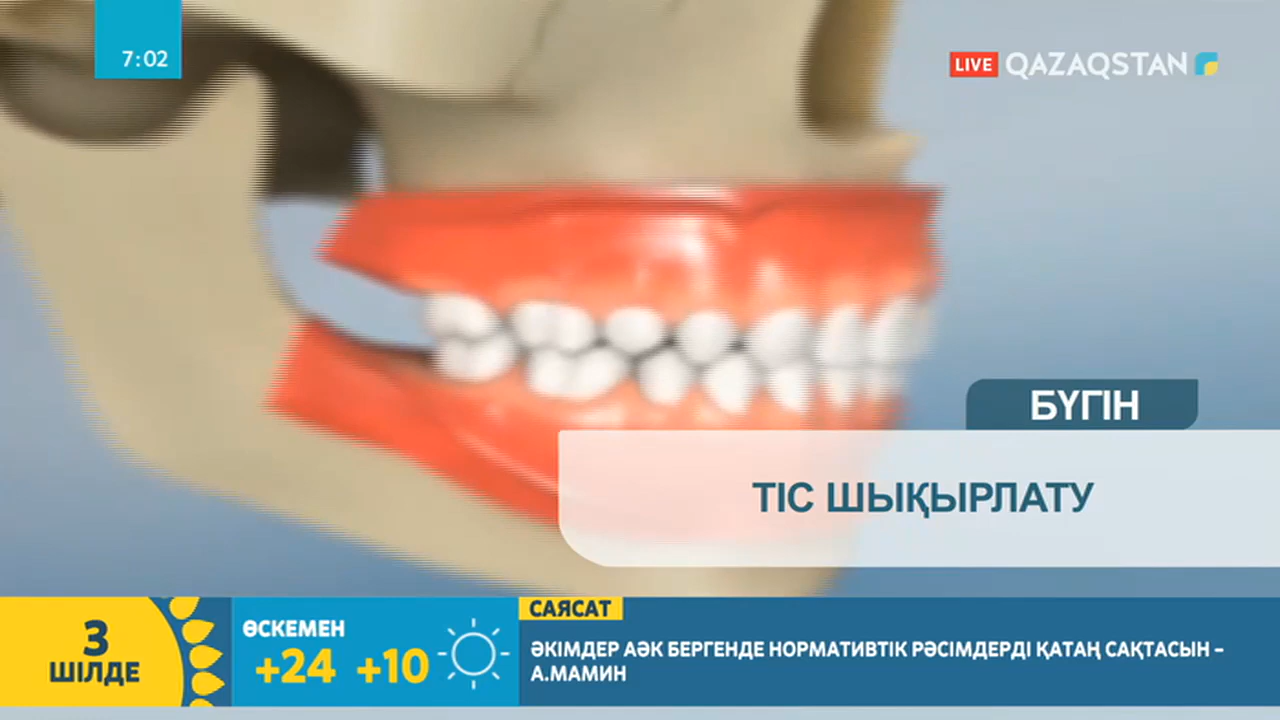 7:02
LIVE QAZAQSTAN
БҮГІН
ТІС ШЫҚЫРЛАТУ
3
ШІЛДЕ
ӨСКЕМЕН
+24 +10
САЯСАТ
ӘКІМДЕР АӘК БЕРГЕНДЕ НОРМАТИВТІК РӘСІМДЕРДІ ҚАТАҢ САҚТАСЫН –
А.МАМИН